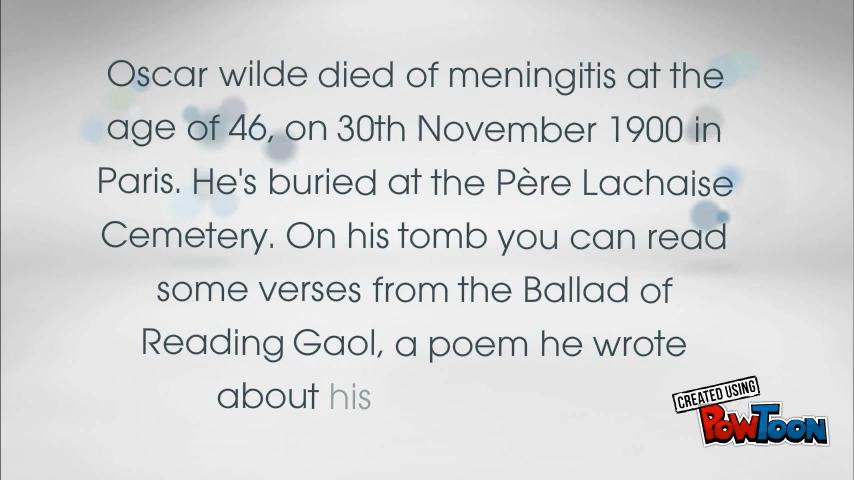 Oscar wilde died of meningitis at the
age of 46, on 30th November 1900 in
Paris. He's buried at the Père Lachaise
Cemetery. On his tomb you can read
some verses from the Ballad of
Reading Gaol, a poem he wrote
about his
CREATED USING
POWTOON